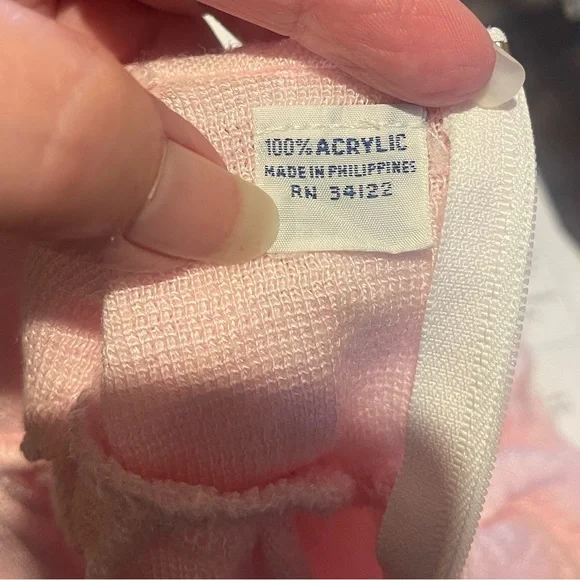 100% ACRYLIC
MADE IN PHILIPPINES
RN 34122